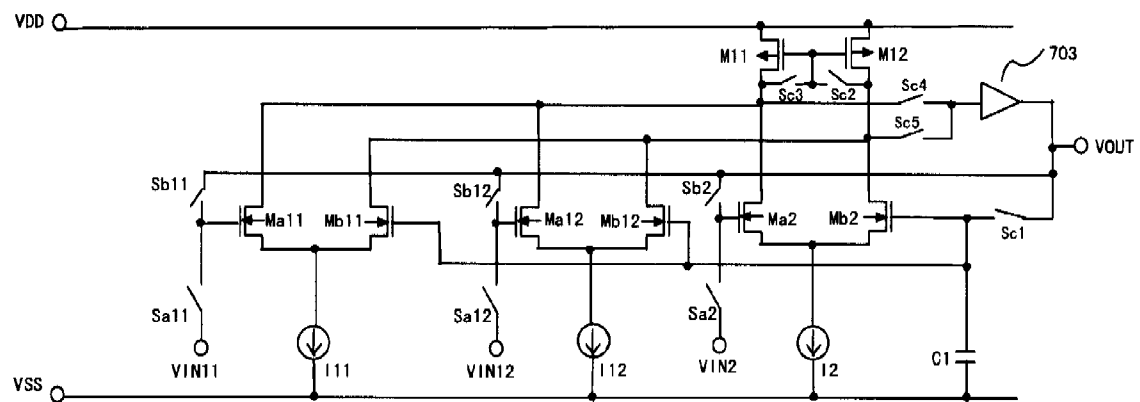 VDD
M11
M12
703
Sc3
Sc2
Sc4
Sc5
VOUT
Sb11
Sb12
Sb2
Ma11
Mb11
Ma12
Mb12
Ma2
Mb2
Sc1
Sa11
Sa12
Sa2
VIN11
I11
VIN12
I12
VIN2
I2
C1
VSS